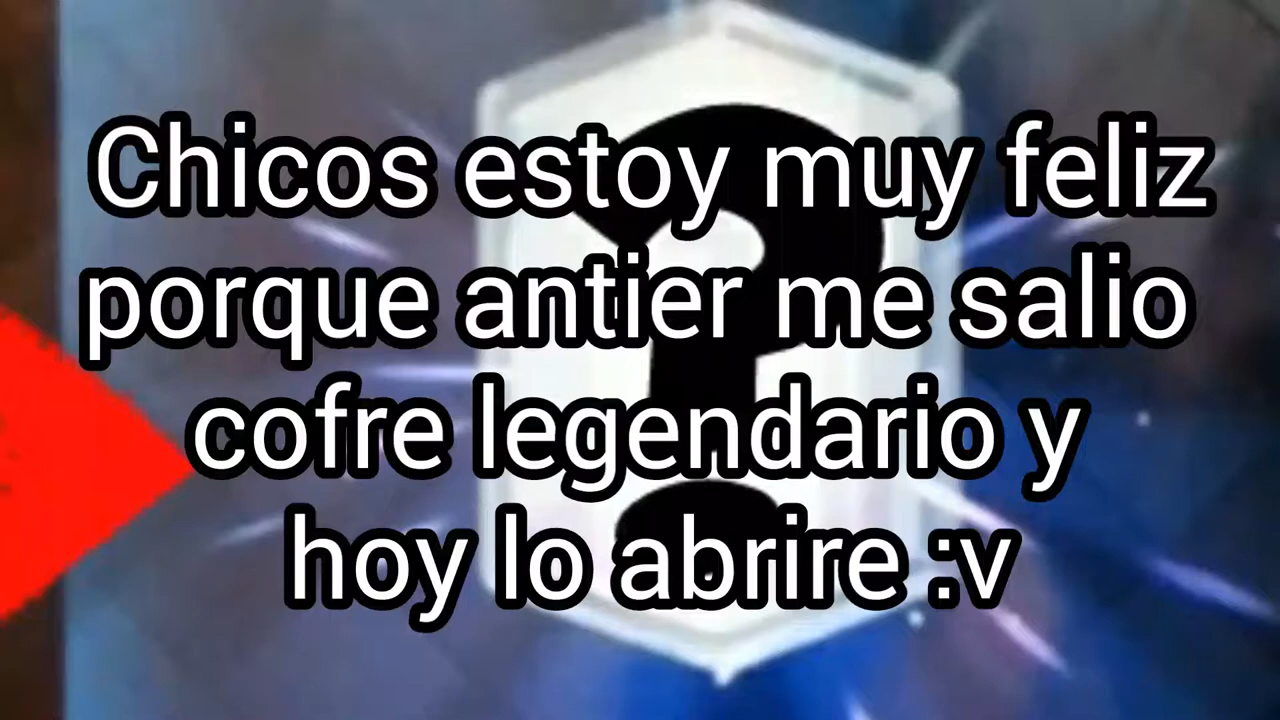 Chicos estoy muy feliz
porque antier me salio
cofre legendario y
hoy lo abrire :v